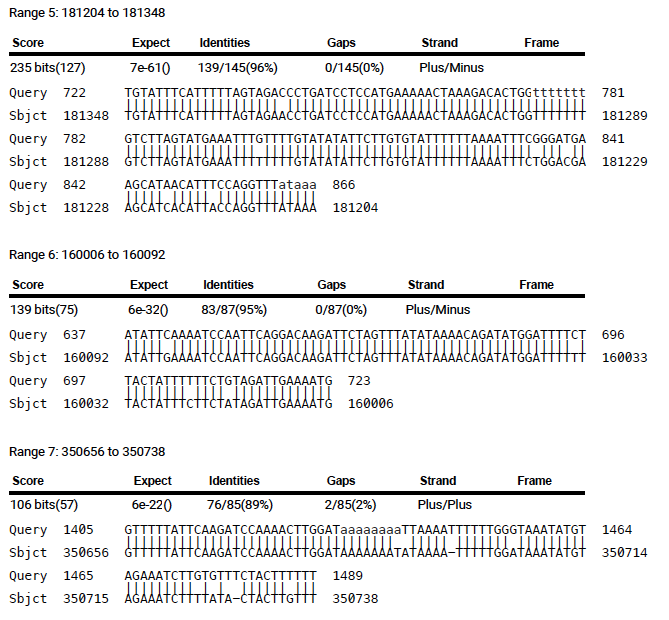 Range 5: 181204 to 181348
Score Expect Identities Gaps Strand Frame
235 bits(127) 7e-61() 139/145(96%) 0/145(0%) Plus/Minus
Query 722 TGTATTTCATTTTTAGTAGACCCTGATCCTCCATGAAAAACTAAAGACACTGGttttttt 781
Sbjct 181348 TGTATTTCATTTTTAGTAGAACCTGATCCTCCATGAAAAACTAAAGACACTGGTTTTTTT 181289
Query 782 GTCTTAGTATGAAATTTGTTTTGTATATATTCTTGTGTATTTTTTAAAATTTCGGGATGA 841
Sbjct 181288 GTCTTAGTATGAAATTTTTTTTGTATATATTCTTGTGTATTTTTTAAAATTTCTGGACGA 181229
Query 842 AGCATAACATTTCCAGGTTTataaa 866
Sbjct 181228 AGCATCACATTACCAGGTTTATAAA 181204
Range 6: 160006 to 160092
Score Expect Identities Gaps Strand Frame
139 bits(75) 6e-32() 83/87(95%) 0/87(0%) Plus/Minus
Query 637 ATATTCAAAATCCAATTCAGGACAAGATTCTAGTTTATATAAAACAGATATGGATTTTCT 696
Sbjct 160092 ATATTGAAAATCCAATTCAGGACAAGATTCTAGTTTATATAAAACAGATATGGATTTTTT 160033
Query 697 TACTATTTTTTCTGTAGATTGAAAATG 723
Sbjct 160032 TACTATTTCTTCTATAGATTGAAAATG 160006
Range 7: 350656 to 350738
Score Expect Identities Gaps Strand Frame
106 bits(57) 6e-22() 76/85(89%) 2/85(2%) Plus/Plus
Query 1405 GTTTTTATTCAAGATCCAAAACTTGGATaaaaaaaaTTAAAATTTTTTGGGTAAATATGT 1464
Sbjct 350656 GTTTTTATTCAAGATCCAAAACTTGGATAAAAAAATATAAAA-TTTTTGGATAAATATGT 350714
Query 1465 AGAAATCTTGTGTTTCTACTTTTTT 1489
Sbjct 350715 AGAAATCTTTTATA-CTACTTGTTT 350738